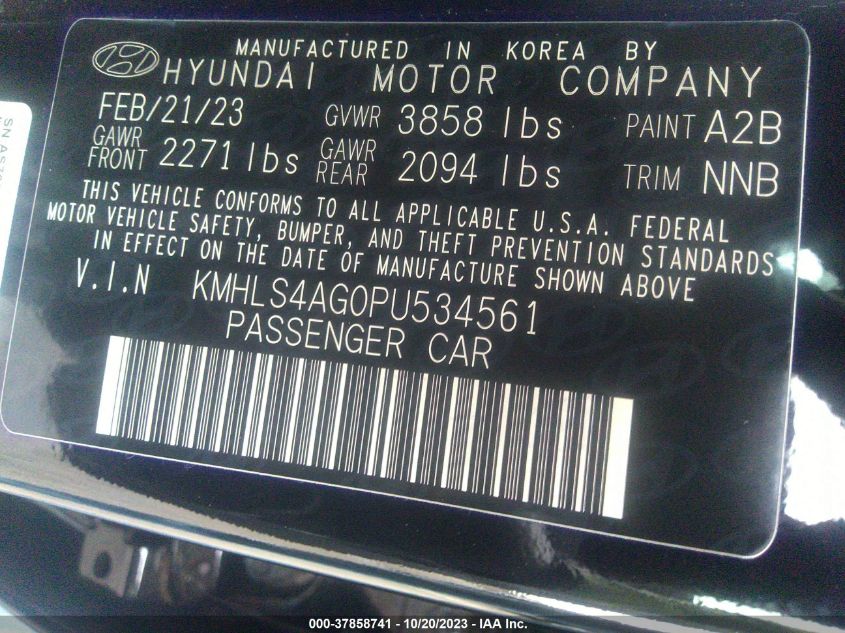 MANUFACTURED IN KOREA BY
HYUNDAI MOTOR COMPANY
FEB/21/23 GVWR 3858 lbs PAINT A2B
GAWR FRONT 2271 lbs GAWR REAR 2094 lbs TRIM NNB
THIS VEHICLE CONFORMS TO ALL APPLICABLE U.S.A. FEDERAL
MOTOR VEHICLE SAFETY, BUMPER, AND THEFT PREVENTION STANDARDS
IN EFFECT ON THE DATE OF MANUFACTURE SHOWN ABOVE
V.I.N KMHLS4AG0PU534561
PASSENGER CAR
000-37858741 - 10/20/2023 - IAA Inc.